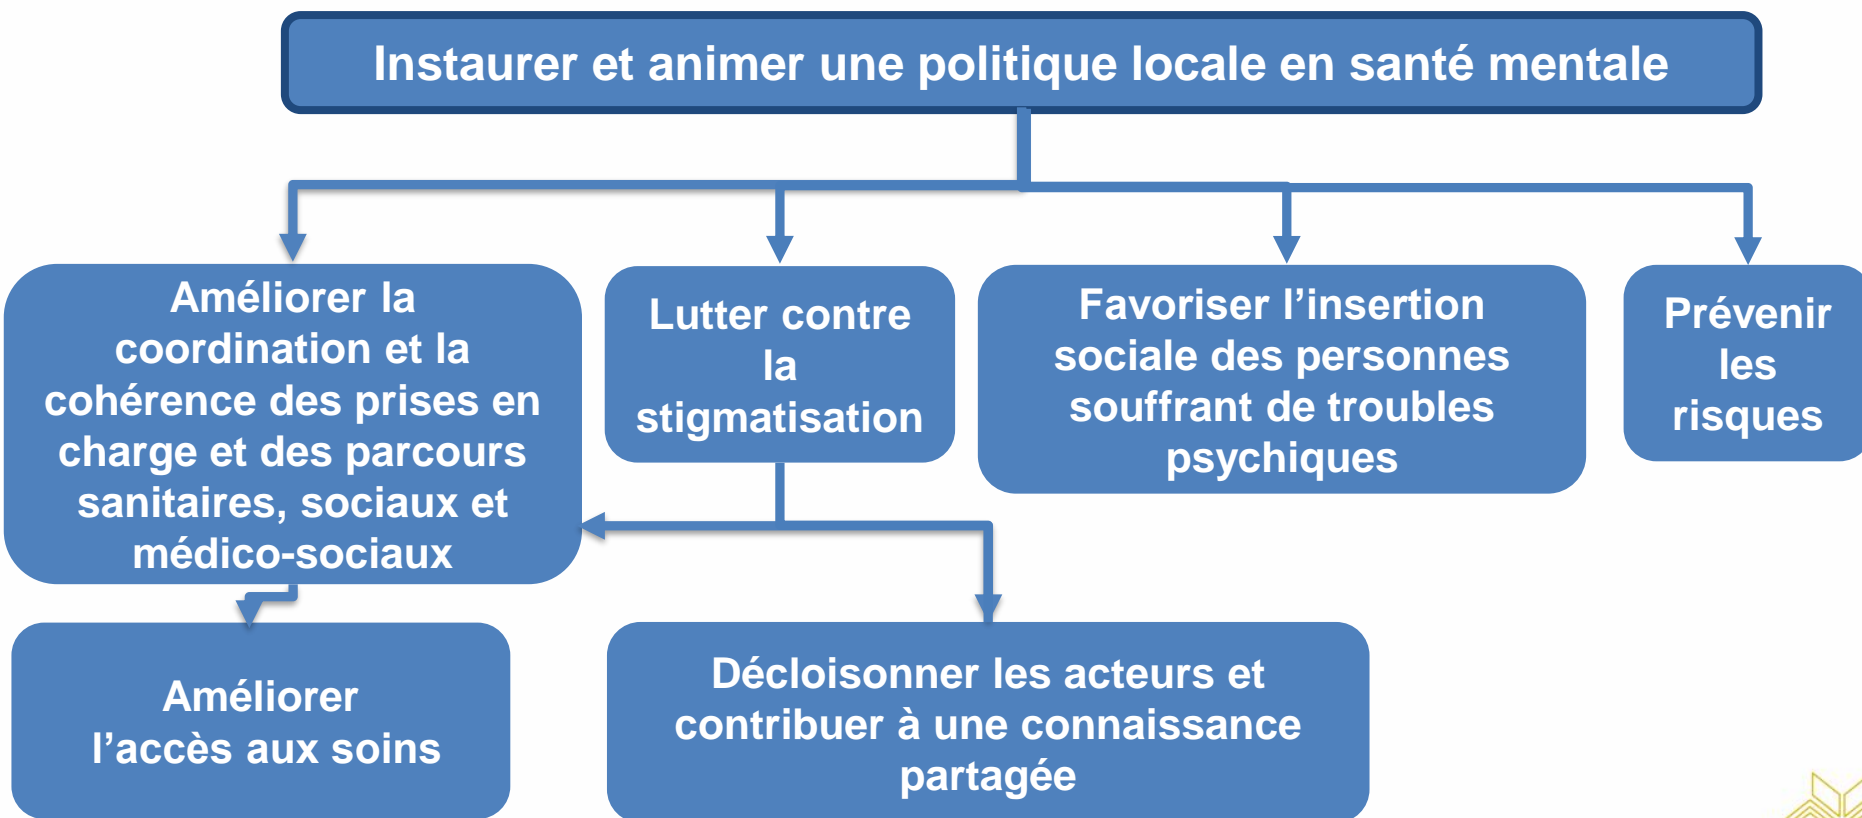 Instaurer et animer une politique locale en santé mentale
Améliorer la
coordination et la
cohérence des prises en
charge et des parcours
sanitaires, sociaux et
médico-sociaux
Lutter contre
la
stigmatisation
Favoriser l’insertion
sociale des personnes
souffrant de troubles
psychiques
Prévenir
les
risques
Améliorer
l’accès aux soins
Décloisonner les acteurs et
contribuer à une connaissance
partagée